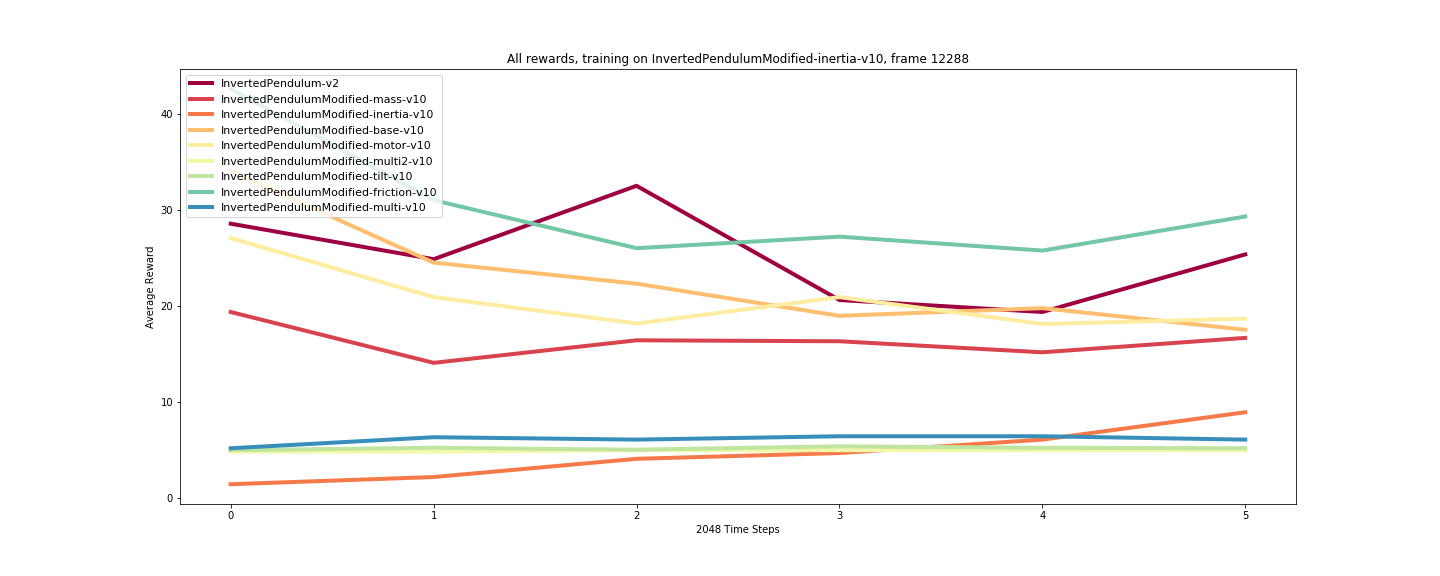 All rewards, training on InvertedPendulumModified-inertia-v10, frame 12288
InvertedPendulum-v2
InvertedPendulumModified-mass-v10
InvertedPendulumModified-inertia-v10
InvertedPendulumModified-base-v10
InvertedPendulumModified-motor-v10
InvertedPendulumModified-multi2-v10
InvertedPendulumModified-tilt-v10
InvertedPendulumModified-friction-v10
InvertedPendulumModified-multi-v10
Average Reward
40
30
20
10
0
0 1 2 3 4 5
2048 Time Steps